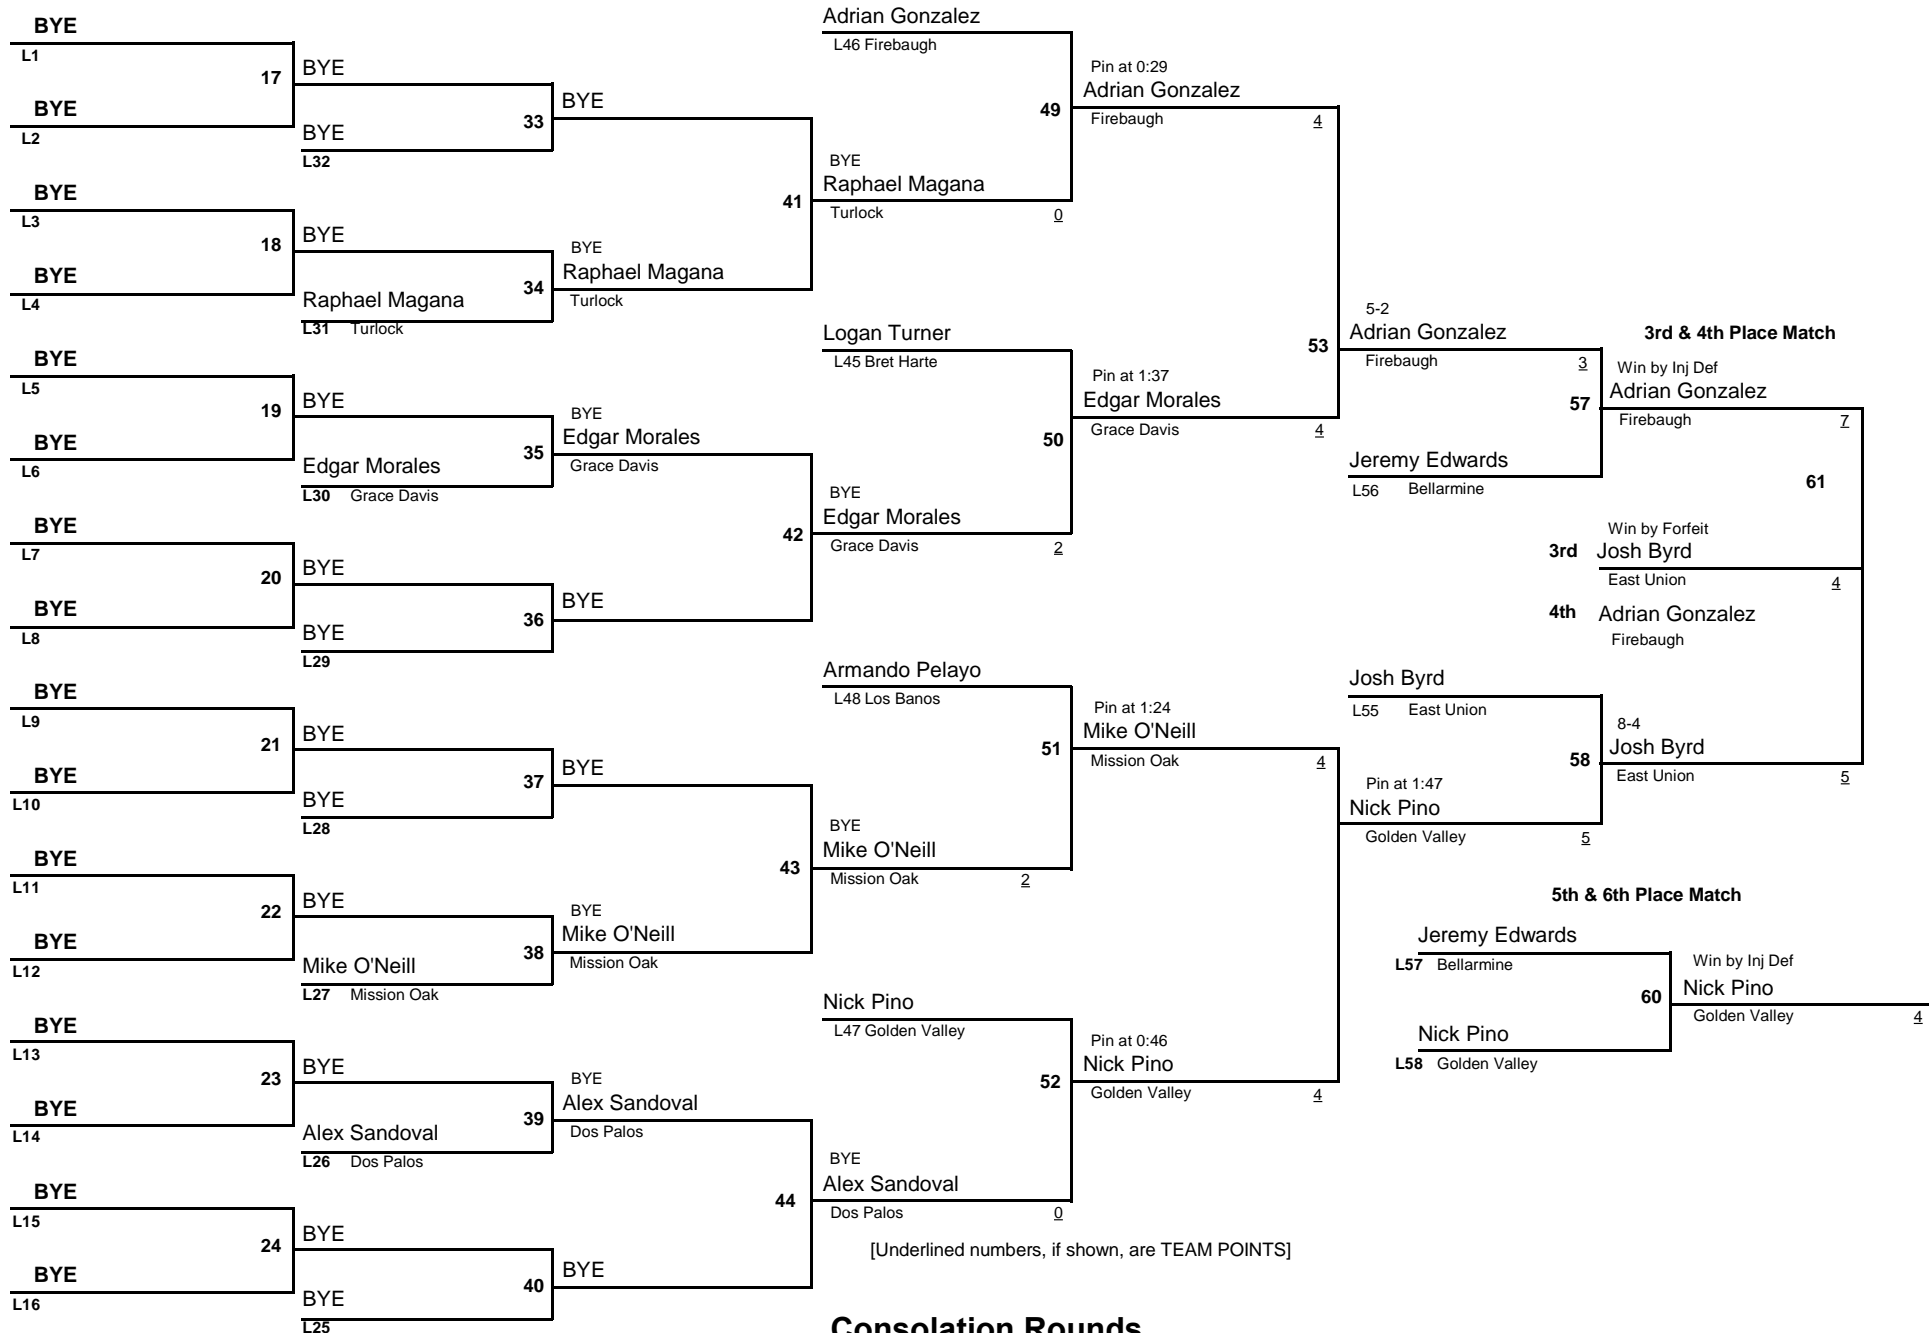 BYE
L1
17
BYE
L2
BYE
L3
18
BYE
L4
BYE
L5
19
BYE
L6
BYE
L7
20
BYE
L8
BYE
L9
21
BYE
L10
BYE
L11
22
BYE
L12
BYE
L13
23
BYE
L14
BYE
L15
24
BYE
L16
BYE
33
BYE
L32
BYE
34
Raphael Magana
L31 Turlock
BYE
35
Edgar Morales
L30 Grace Davis
BYE
36
BYE
L29
BYE
37
BYE
L28
BYE
38
Mike O'Neill
L27 Mission Oak
BYE
39
Alex Sandoval
L26 Dos Palos
BYE
40
BYE
L25
BYE
41
BYE
Raphael Magana
Turlock
BYE
Edgar Morales
Grace Davis
42
BYE
BYE
43
BYE
Mike O'Neill
Mission Oak
BYE
Alex Sandoval
Dos Palos
44
BYE
Adrian Gonzalez
L46 Firebaugh
49
BYE
Raphael Magana
Turlock 0
Logan Turner
L45 Bret Harte
50
BYE
Edgar Morales
Grace Davis 2
Armando Pelayo
L48 Los Banos
51
BYE
Mike O'Neill
Mission Oak 2
Nick Pino
L47 Golden Valley
52
BYE
Alex Sandoval
Dos Palos 0
[Underlined numbers, if shown, are TEAM POINTS]
Consolation Rounds
Pin at 0:29
Adrian Gonzalez
Firebaugh 4
53
Pin at 1:37
Edgar Morales
Grace Davis 4
Pin at 1:24
Mike O'Neill
Mission Oak 4
Pin at 0:46
Nick Pino
Golden Valley 4
5-2
Adrian Gonzalez
Firebaugh 3
57
Jeremy Edwards
L56 Bellarmine
Josh Byrd
L55 East Union
58
Pin at 1:47
Nick Pino
Golden Valley 5
3rd & 4th Place Match
Win by Inj Def
Adrian Gonzalez
Firebaugh 7
61
Win by Forfeit
3rd Josh Byrd
East Union 4
4th Adrian Gonzalez
Firebaugh
8-4
Josh Byrd
East Union 5
5th & 6th Place Match
Jeremy Edwards
L57 Bellarmine
60
Nick Pino
L58 Golden Valley
Win by Inj Def
Nick Pino
Golden Valley 4